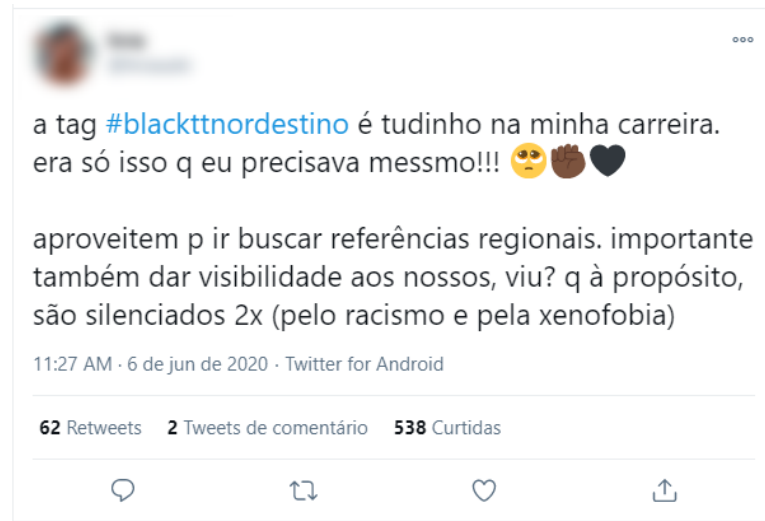 a tag #blackttnordestino é tudinho na minha carreira.
era só isso q eu precisava messmo!!! 🥺✊🏿🖤
aproveitem p ir buscar referências regionais. importante
também dar visibilidade aos nossos, viu? q à propósito,
são silenciados 2x (pelo racismo e pela xenofobia)
11:27 AM · 6 de jun de 2020 · Twitter for Android
62 Retweets 2 Tweets de comentário 538 Curtidas